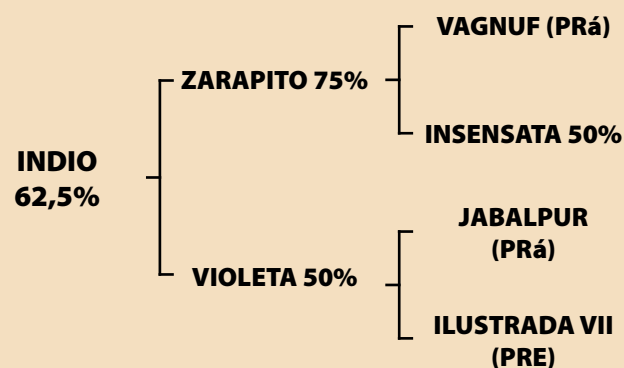 VAGNUF (PRá)
ZARAPITO 75%
INSENSATA 50%
INDIO
62,5%
JABALPUR
(PRá)
VIOLETA 50%
ILUSTRADA VII
(PRE)